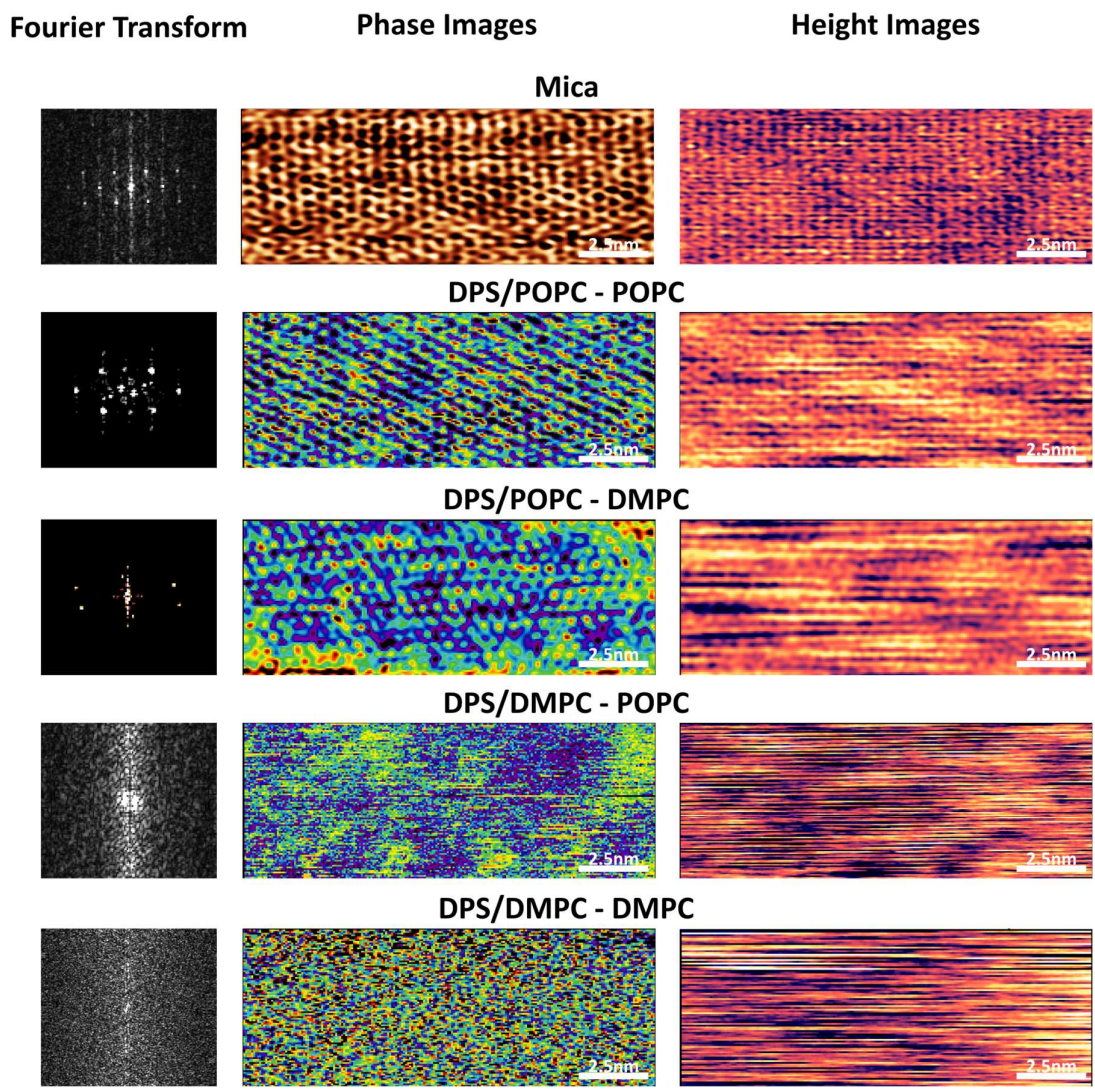 Fourier Transform Phase Images Height Images
Mica
2.5nm 2.5nm
DPS/POPC - POPC
2.5nm 2.5nm
DPS/POPC - DMPC
2.5nm 2.5nm
DPS/DMPC - POPC
2.5nm 2.5nm
DPS/DMPC - DMPC
2.5nm 2.5nm